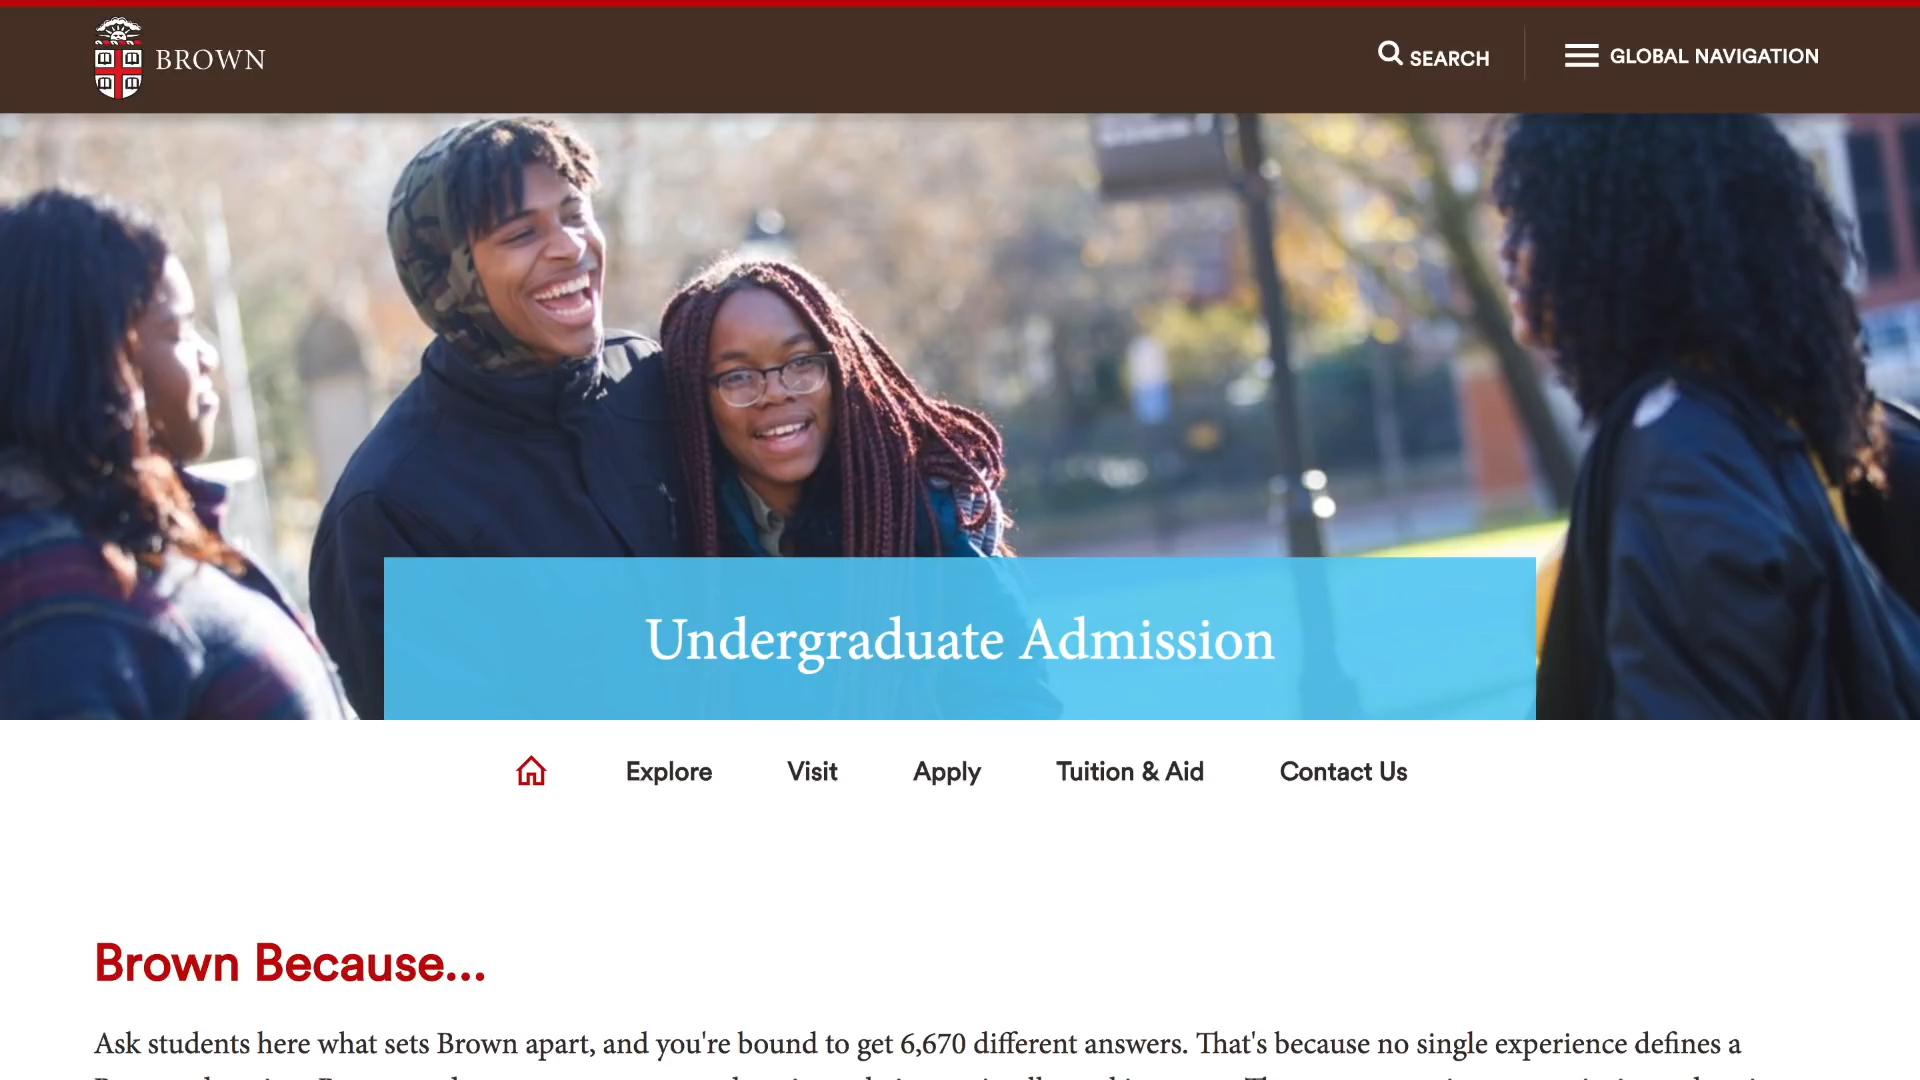 BROWN
SEARCH
GLOBAL NAVIGATION
Undergraduate Admission
Explore
Visit
Apply
Tuition & Aid
Contact Us
Brown Because...
Ask students here what sets Brown apart, and you're bound to get 6,670 different answers. That's because no single experience defines a